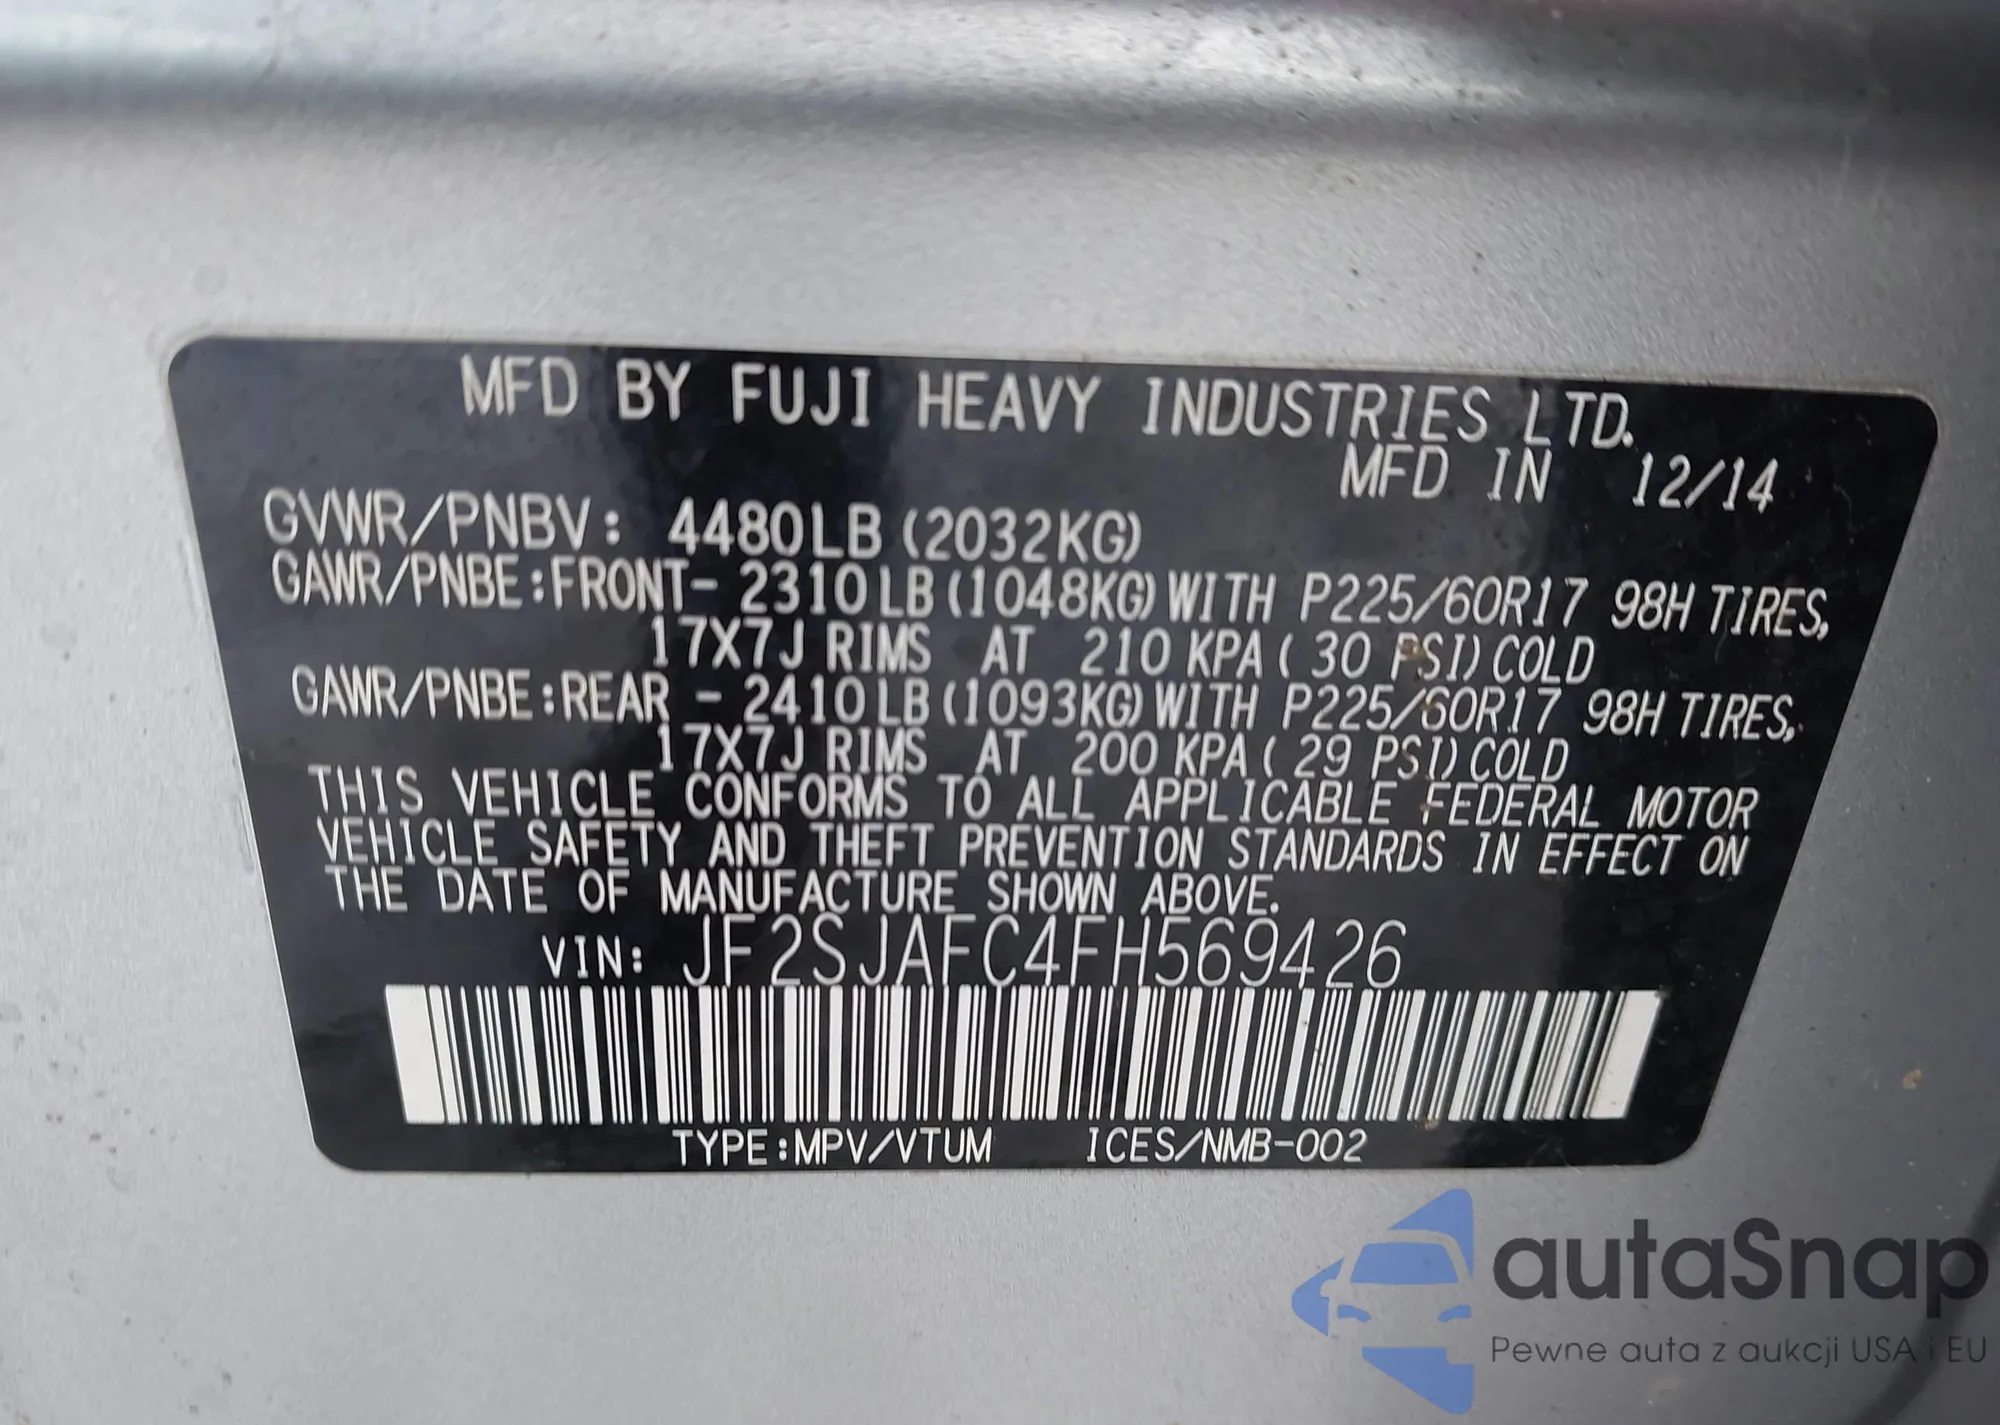 MFD BY FUJI HEAVY INDUSTRIES LTD.
MFD IN 12/14
GVWR/PNBV: 4480LB (2032KG)
GAWR/PNBE:FRONT- 2310LB (1048KG) WITH P225/60R17 98H TIRES,
17X7J RIMS AT 210 KPA ( 30 PSI) COLD
GAWR/PNBE:REAR - 2410LB (1093KG) WITH P225/60R17 98H TIRES,
17X7J RIMS AT 200 KPA ( 29 PSI) COLD
THIS VEHICLE CONFORMS TO ALL APPLICABLE FEDERAL MOTOR
VEHICLE SAFETY AND THEFT PREVENTION STANDARDS IN EFFECT ON
THE DATE OF MANUFACTURE SHOWN ABOVE.
VIN: JF2SJAFC4FH569426
TYPE:MPV/VTUM ICES/NMB-002
autaSnap
Pewne auta z aukcji USA i EU